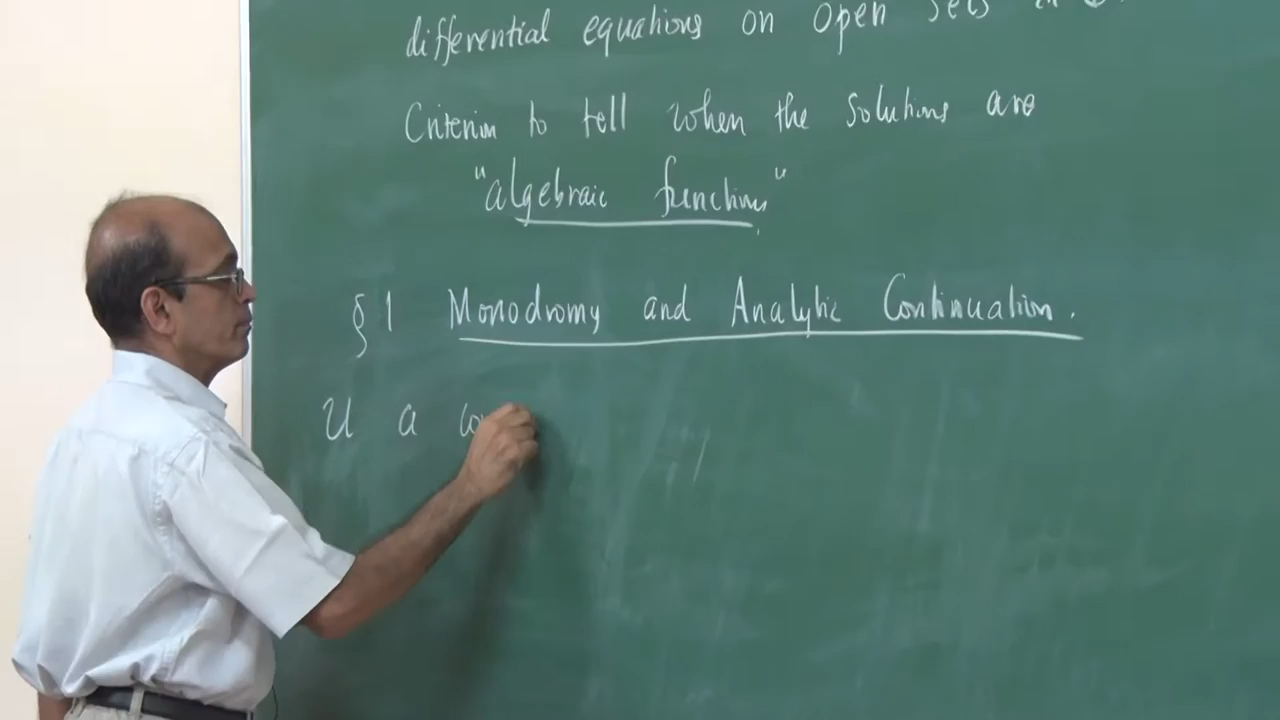 differential equations on open sets in
Criterion to tell when the solutions are
"algebraic functions"
§ 1 Monodromy and Analytic Continuation.
U a co